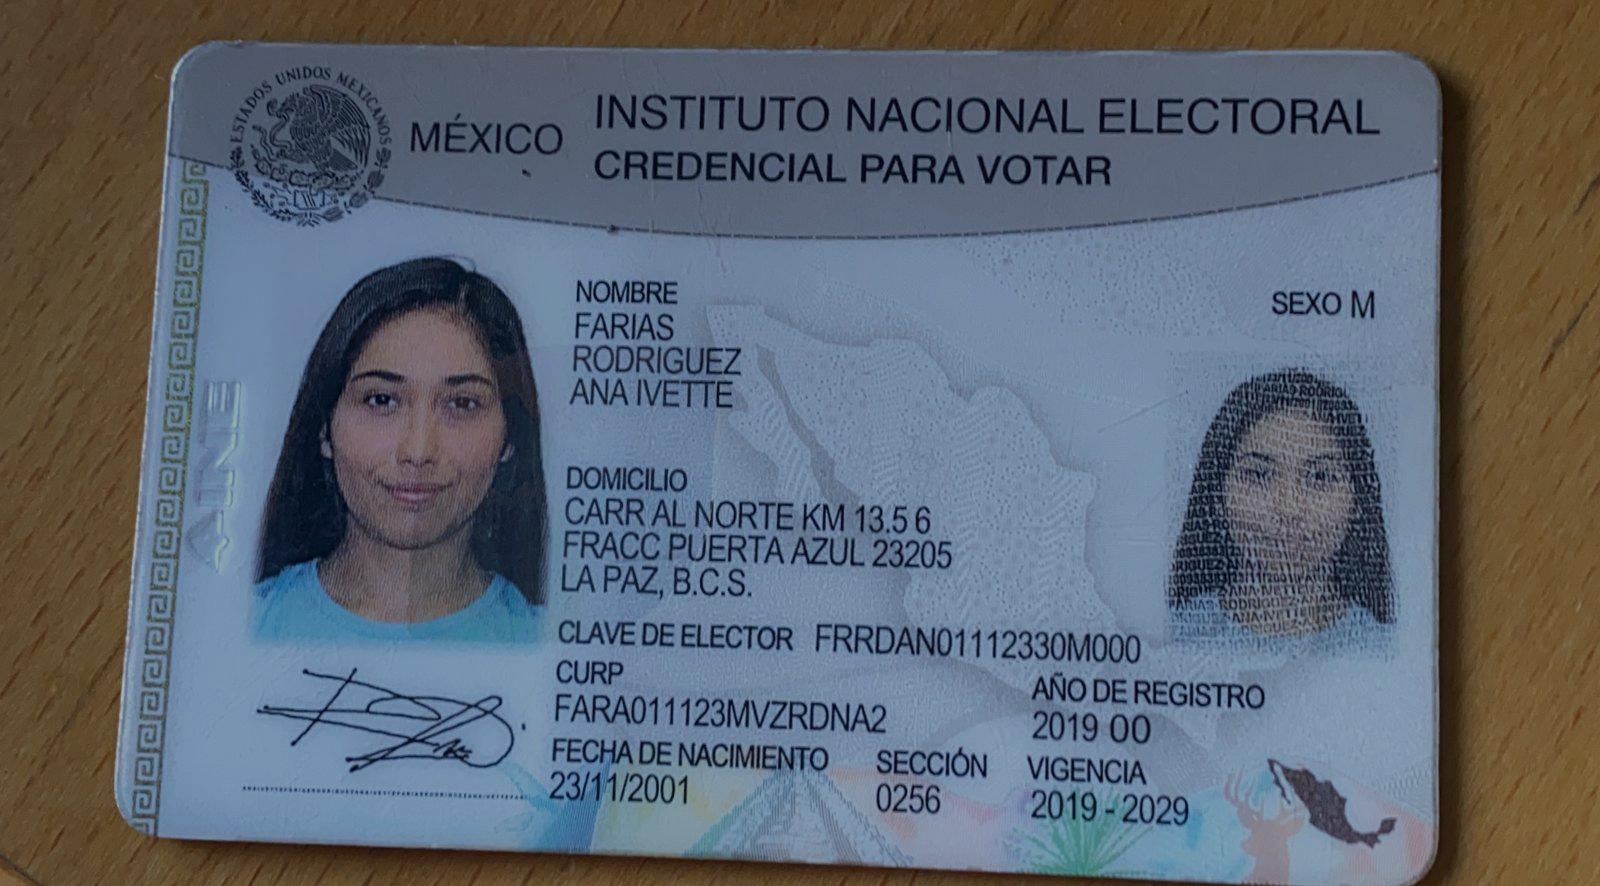 ESTADOS UNIDOS MEXICANOS
MÉXICO
INSTITUTO NACIONAL ELECTORAL
CREDENCIAL PARA VOTAR
NOMBRE
FARIAS
RODRIGUEZ
ANA IVETTE
SEXO M
DOMICILIO
CARR AL NORTE KM 13.5 6
FRACC PUERTA AZUL 23205
LA PAZ, B.C.S.
CLAVE DE ELECTOR FRRDAN01112330M000
CURP
FARA011123MVZRDNA2
AÑO DE REGISTRO
2019 00
FECHA DE NACIMIENTO
23/11/2001
SECCIÓN
0256
VIGENCIA
2019 - 2029
INE